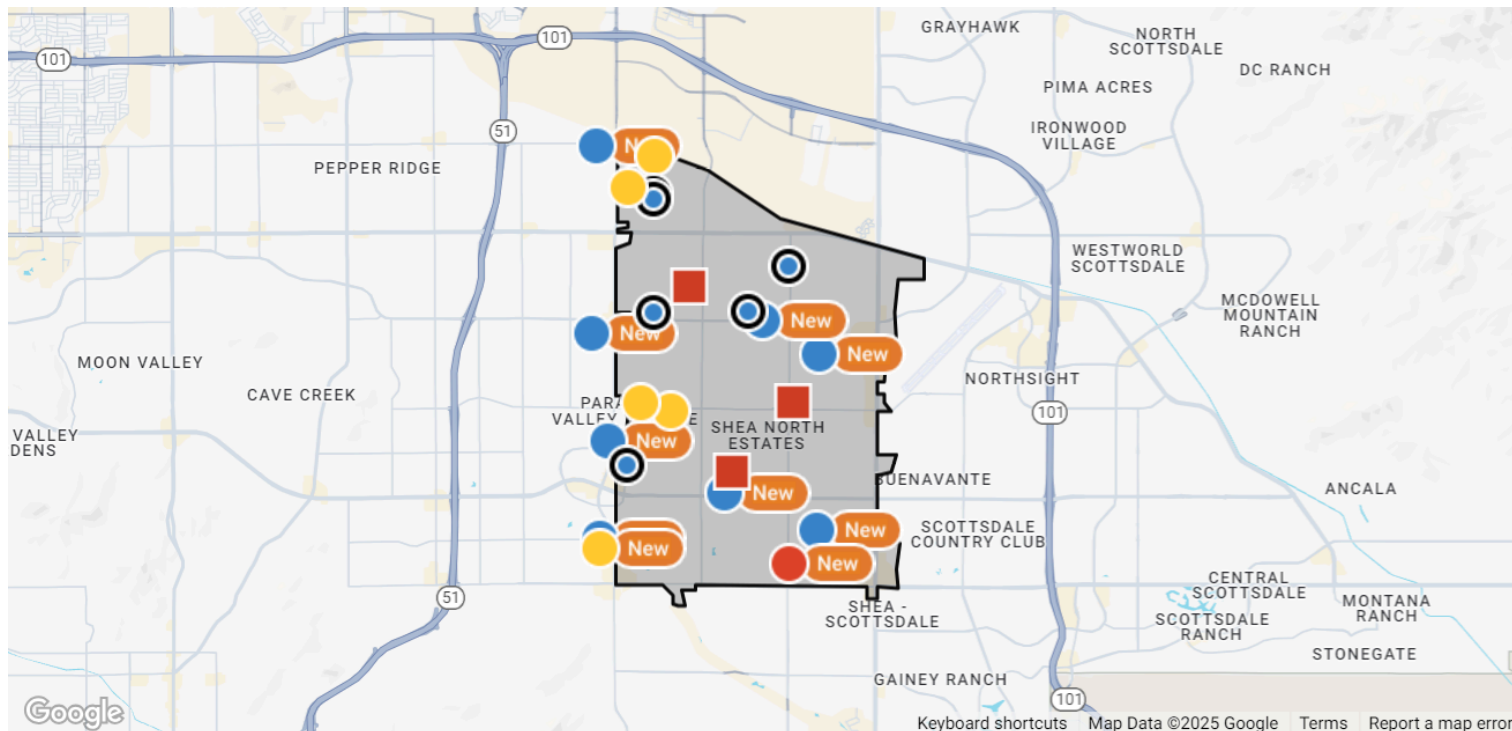 GRAYHAWK
NORTH
SCOTTSDALE
101
101
DC RANCH
PIMA ACRES
51
IRONWOOD
VILLAGE
New
PEPPER RIDGE
WESTWORLD
SCOTTSDALE
MCDOWELL
MOUNTAIN
RANCH
New
New
New
MOON VALLEY
NORTHSIGHT
CAVE CREEK
PARA
VALLEY
101
SHEA NORTH
ESTATES
VALLEY
DENS
New
BUENAVANTE
ANCALA
New
SCOTTSDALE
COUNTRY CLUB
New
New
New
CENTRAL
SCOTTSDALE
51
SHEA -
SCOTTSDALE
MONTANA
RANCH
SCOTTSDALE
RANCH
STONEGATE
GAINEY RANCH
101
Google
Keyboard shortcuts Map Data ©2025 Google Terms Report a map error